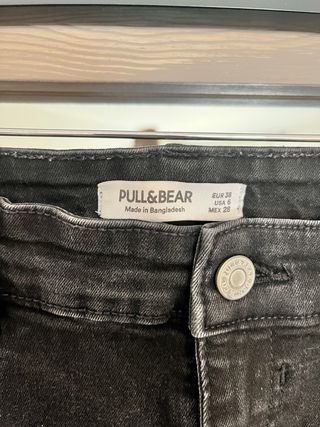 PULL&BEAR
Made in Bangladesh
EUR 38
USA 6
MEX 28